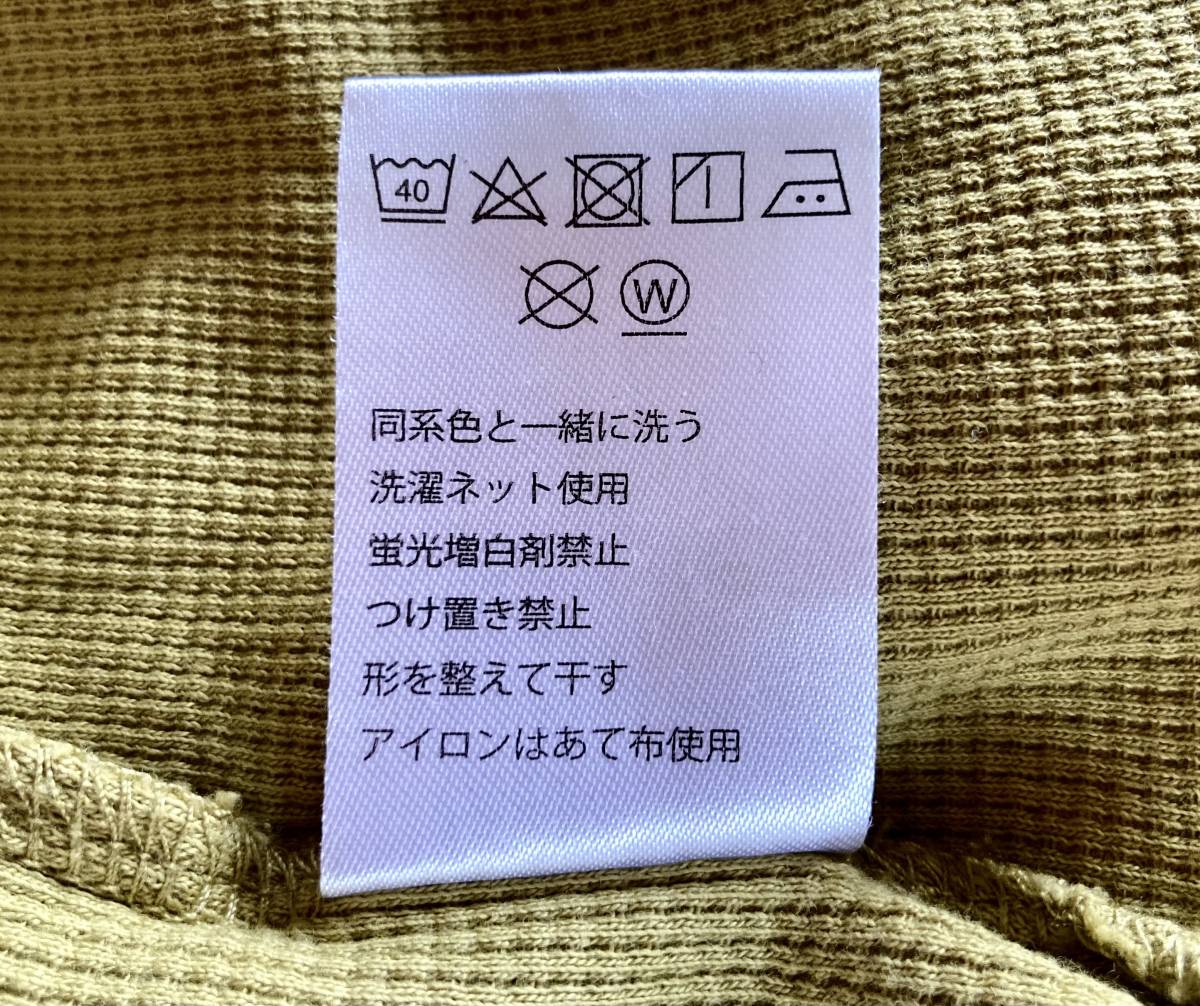 40
W
同系色と一緒に洗う
洗濯ネット使用
蛍光増白剤禁止
つけ置き禁止
形を整えて干す
アイロンはあて布使用